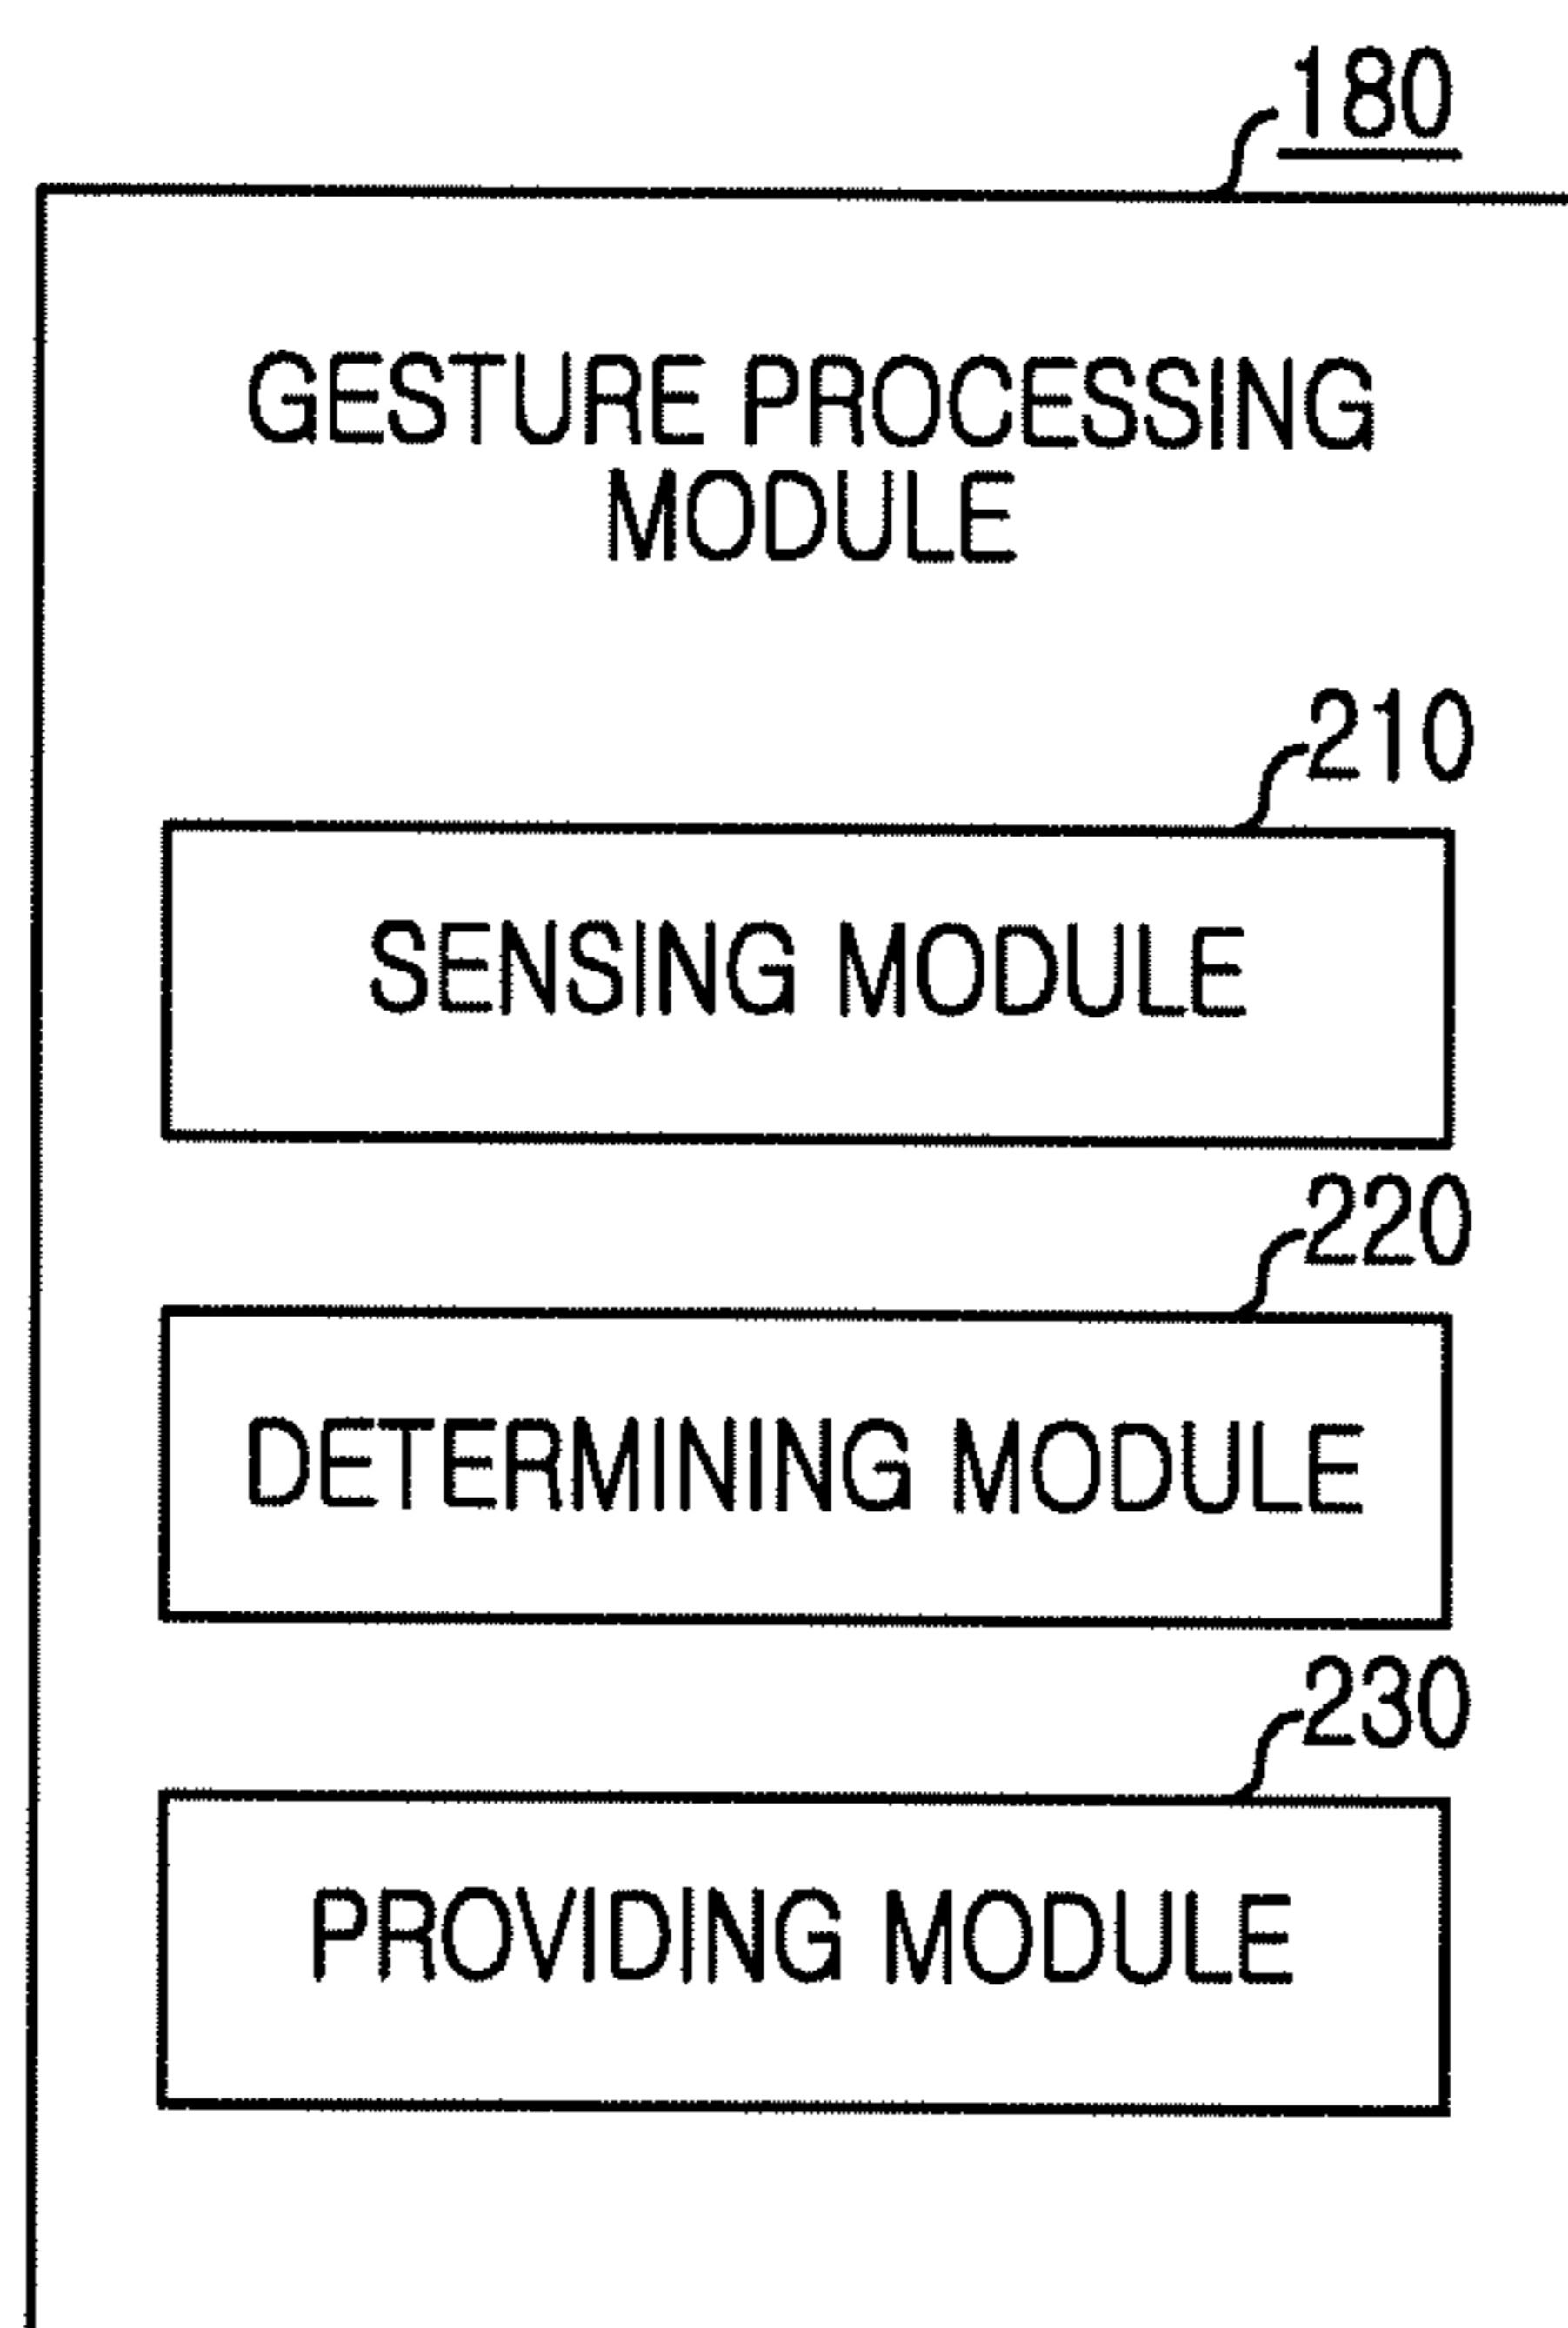 180
GESTURE PROCESSING
MODULE
210
SENSING MODULE
220
DETERMINING MODULE
230
PROVIDING MODULE